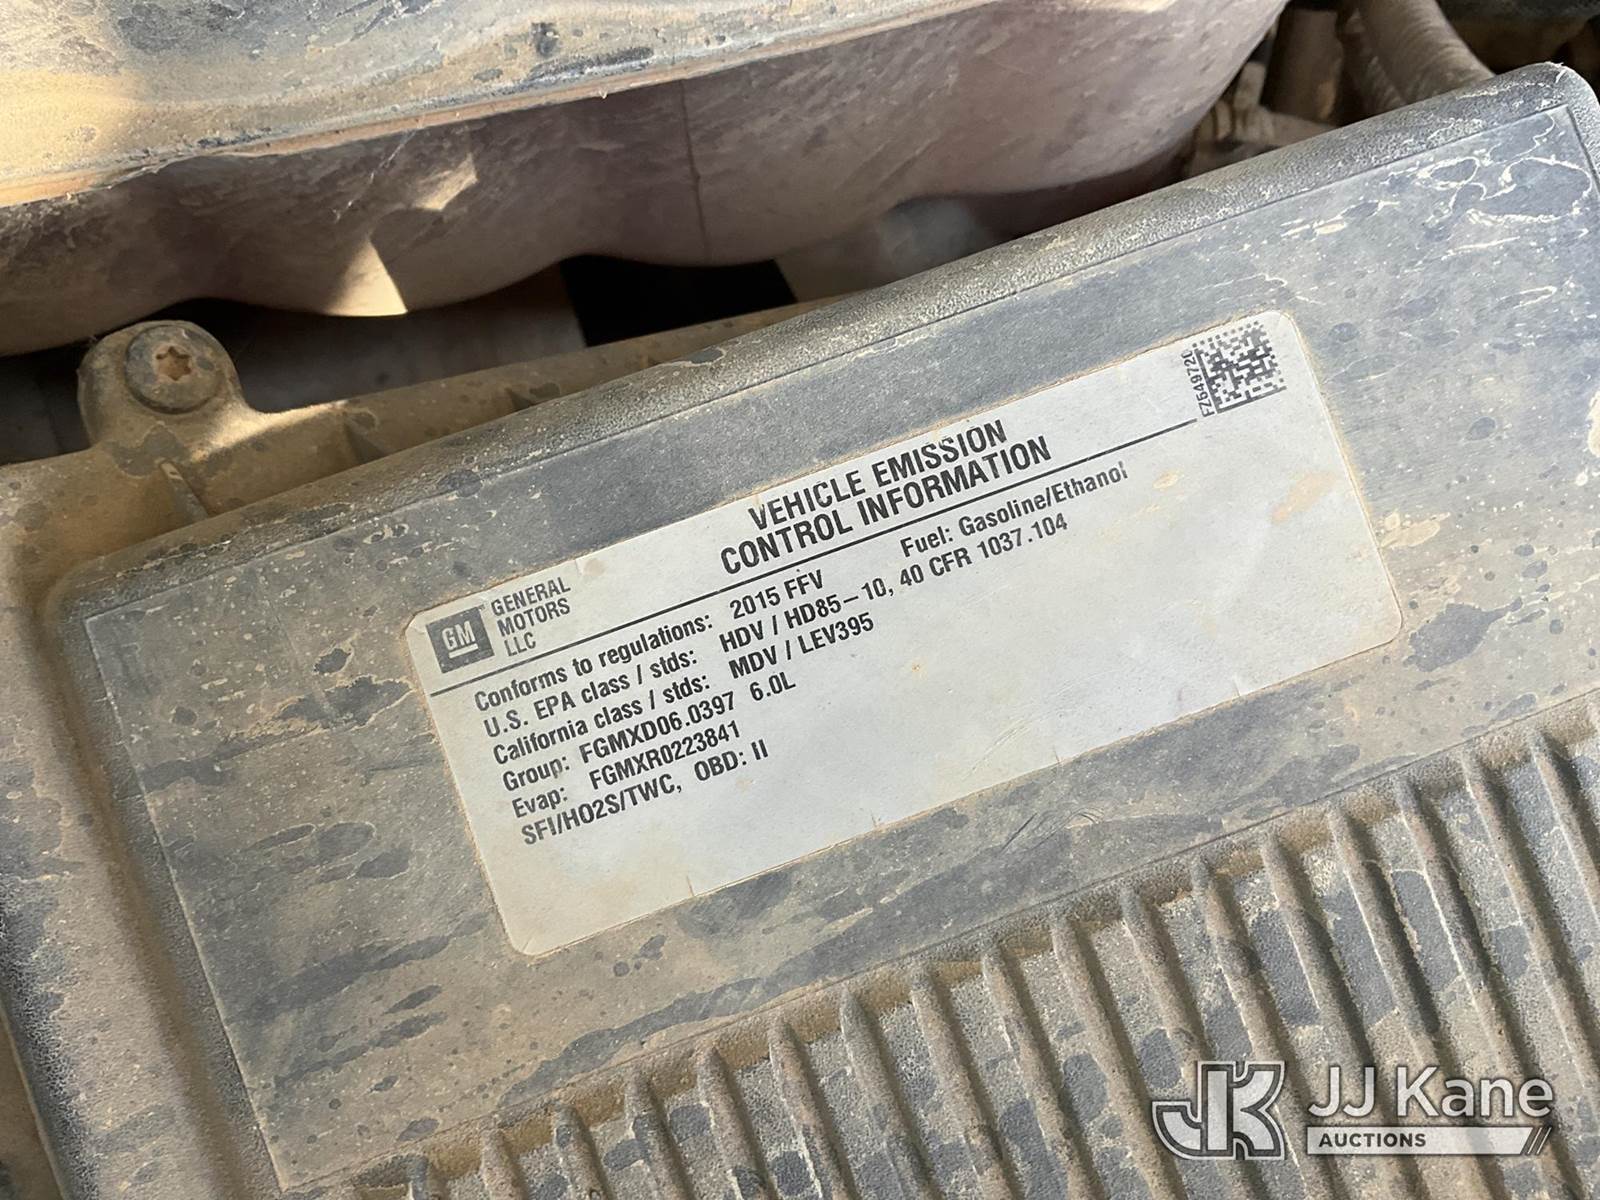 VEHICLE EMISSION
CONTROL INFORMATION
FZ649720
GM
GENERAL
MOTORS
LLC
Conforms to regulations: 2015 FFV Fuel: Gasoline/Ethanol
U.S. EPA class / stds: HDV / HD85-10, 40 CFR 1037.104
California class / stds: MDV / LEV395
Group: FGMXD06.0397 6.0L
Evap: FGMXR0223841
SFI/HO2S/TWC, OBD: II
JK
JJ Kane
AUCTIONS